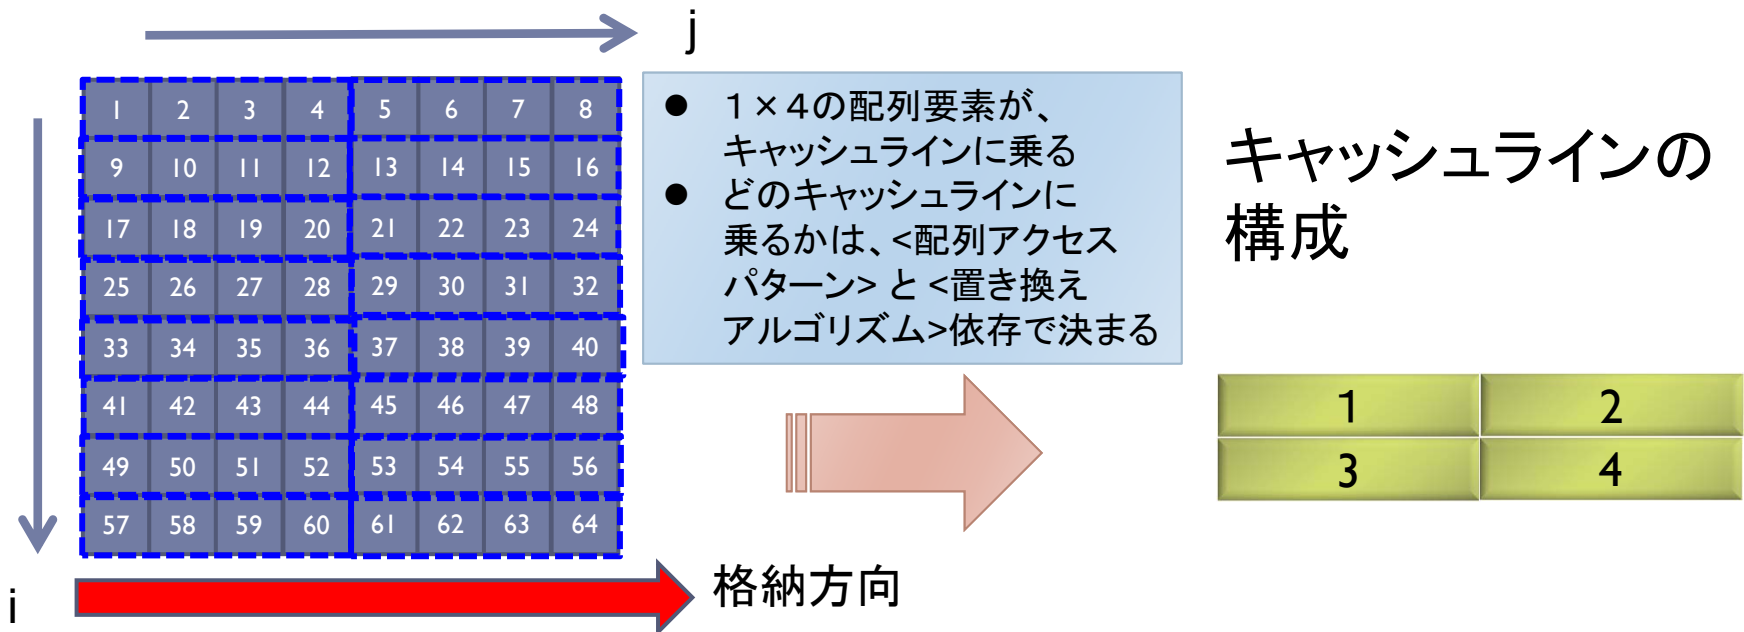 j
1 2 3 4 5 6 7 8
9 10 11 12 13 14 15 16
17 18 19 20 21 22 23 24
25 26 27 28 29 30 31 32
33 34 35 36 37 38 39 40
41 42 43 44 45 46 47 48
49 50 51 52 53 54 55 56
57 58 59 60 61 62 63 64
i
格納方向
● 1×4の配列要素が、
キャッシュラインに乗る
● どのキャッシュラインに
乗るかは、<配列アクセス
パターン> と <置き換え
アルゴリズム>依存で決まる
キャッシュラインの
構成
1 2
3 4